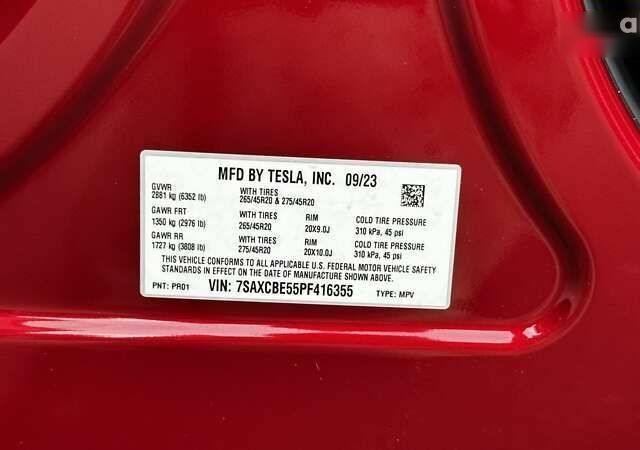 MFD BY TESLA, INC. 09/23
GVWR
2881 kg (6352 lb)
WITH TIRES
265/45R20 & 275/45R20
GAWR FRT
1350 kg (2976 lb)
WITH TIRES
265/45R20
RIM
20X9.0J
COLD TIRE PRESSURE
310 kPa, 45 psi
GAWR RR
1727 kg (3808 lb)
WITH TIRES
275/45R20
RIM
20X10.0J
COLD TIRE PRESSURE
310 kPa, 45 psi
THIS VEHICLE CONFORMS TO ALL APPLICABLE U.S. FEDERAL MOTOR VEHICLE SAFETY
STANDARDS IN EFFECT ON THE DATE OF MANUFACTURE SHOWN ABOVE.
PNT: PR01 VIN: 7SAXCBE55PF416355 TYPE: MPV